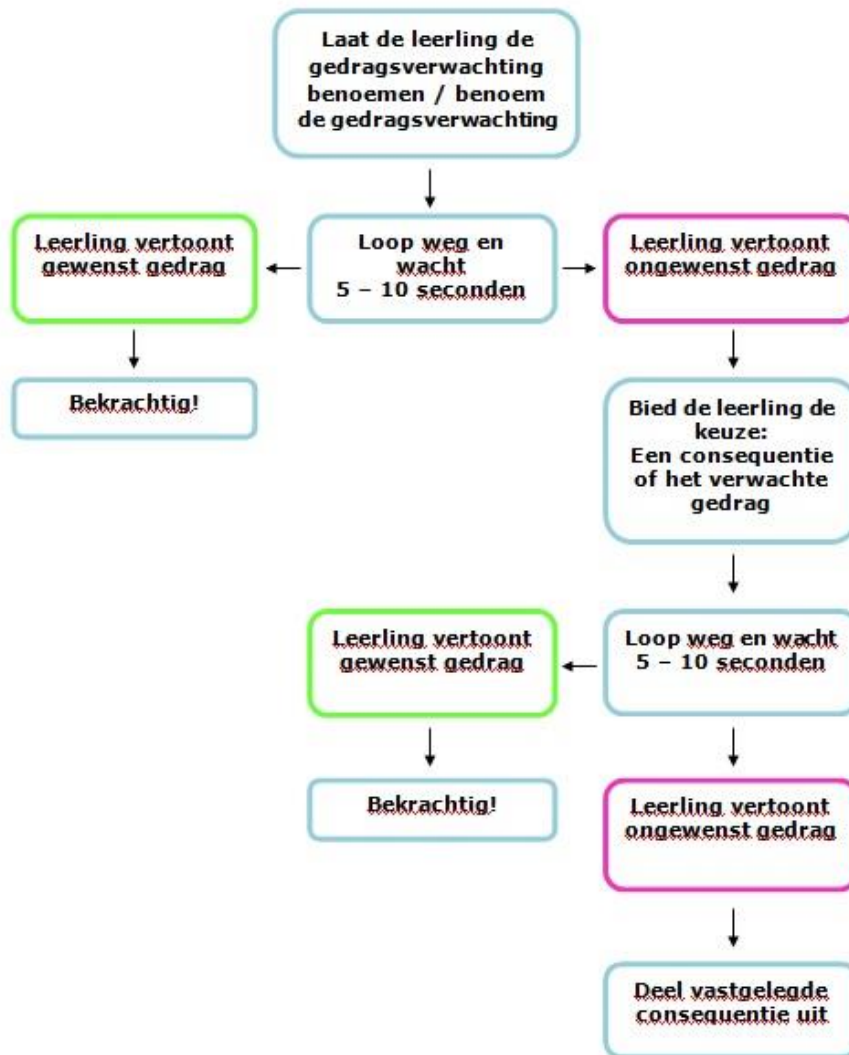 Laat de leerling de
gedragsverwachting
benoemen / benoem
de gedragsverwachting
Leerling vertoont
gewenst gedrag
Loop weg en
wacht
5 – 10 seconden
Leerling vertoont
ongewenst gedrag
Bekrachtig!
Bied de leerling de
keuze:
Een consequentie
of het verwachte
gedrag
Leerling vertoont
gewenst gedrag
Loop weg en wacht
5 – 10 seconden
Bekrachtig!
Leerling vertoont
ongewenst gedrag
Deel vastgelegde
consequentie uit